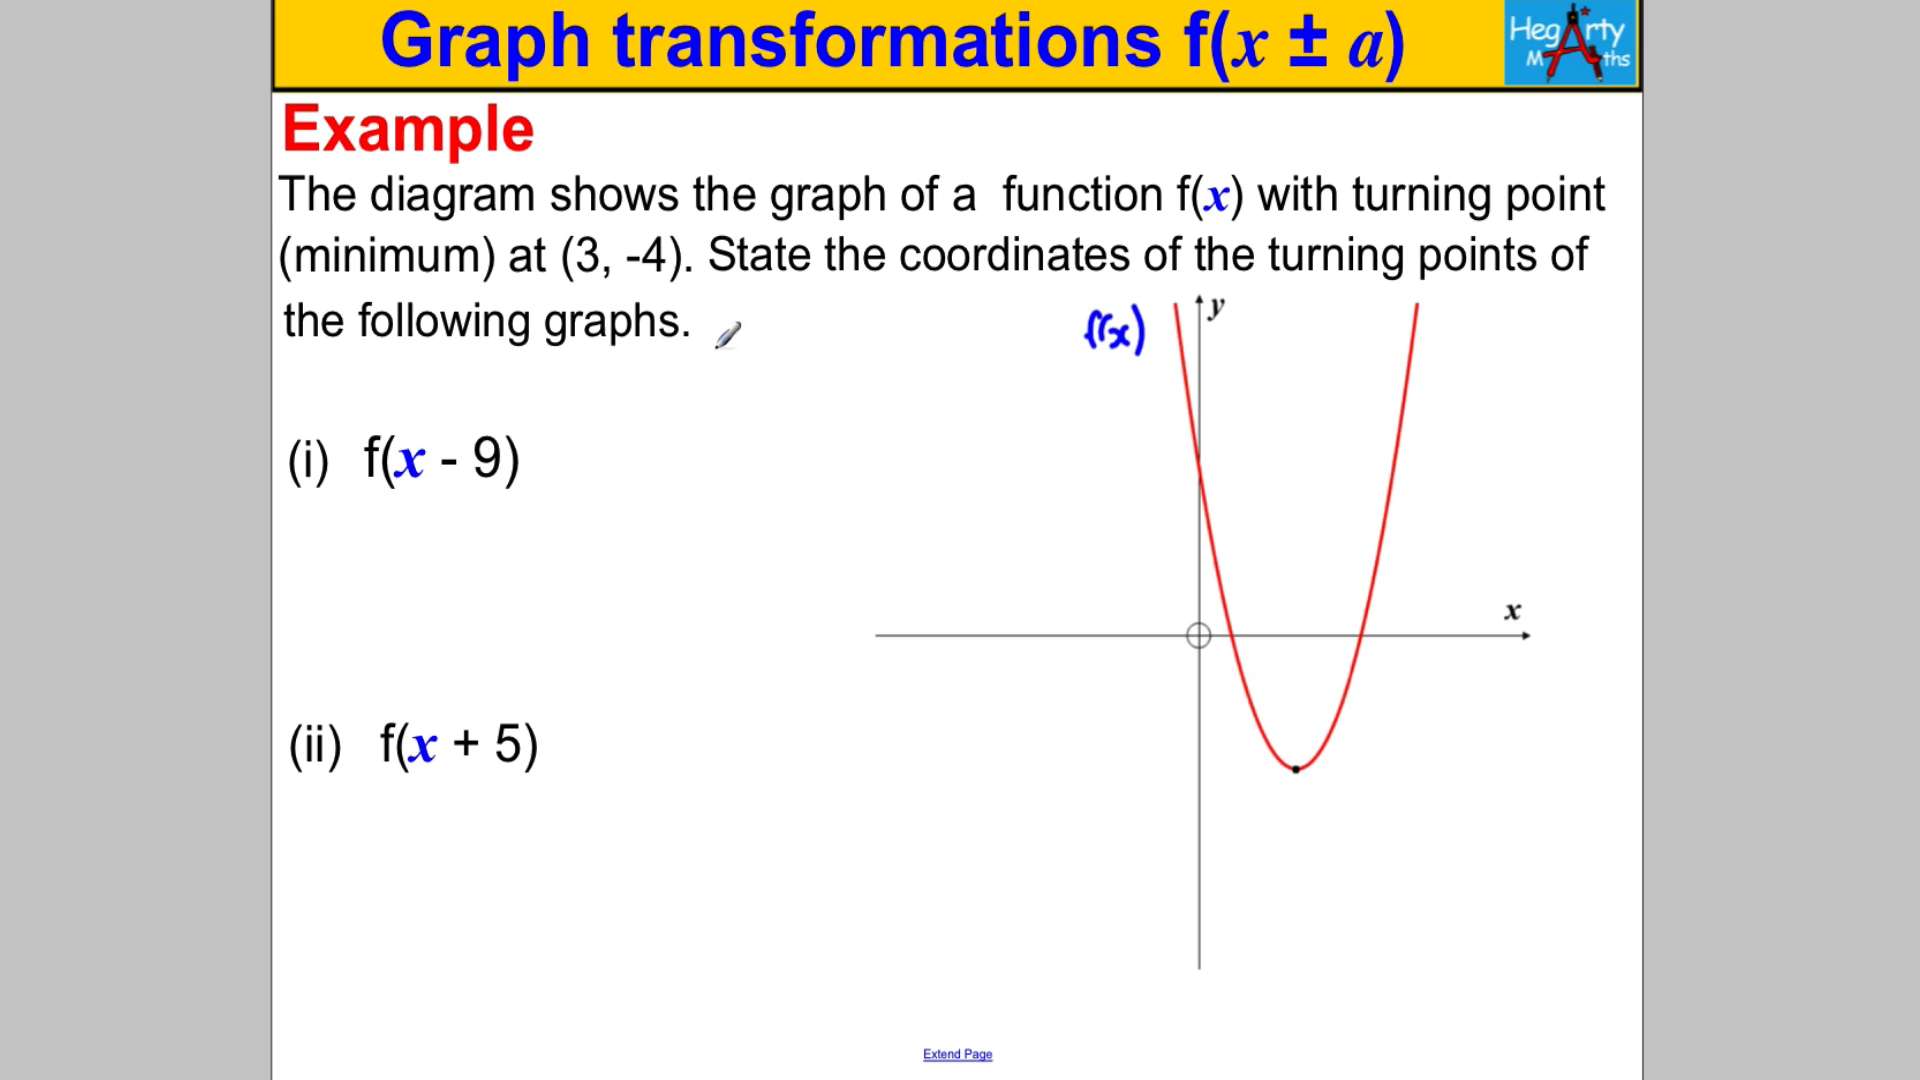 Graph transformations f(x ± a)
HegArty
MAths
Example
The diagram shows the graph of a function f(x) with turning point
(minimum) at (3, -4). State the coordinates of the turning points of
the following graphs.
f(x)
y
(i) f(x - 9)
x
(ii) f(x + 5)
Extend Page